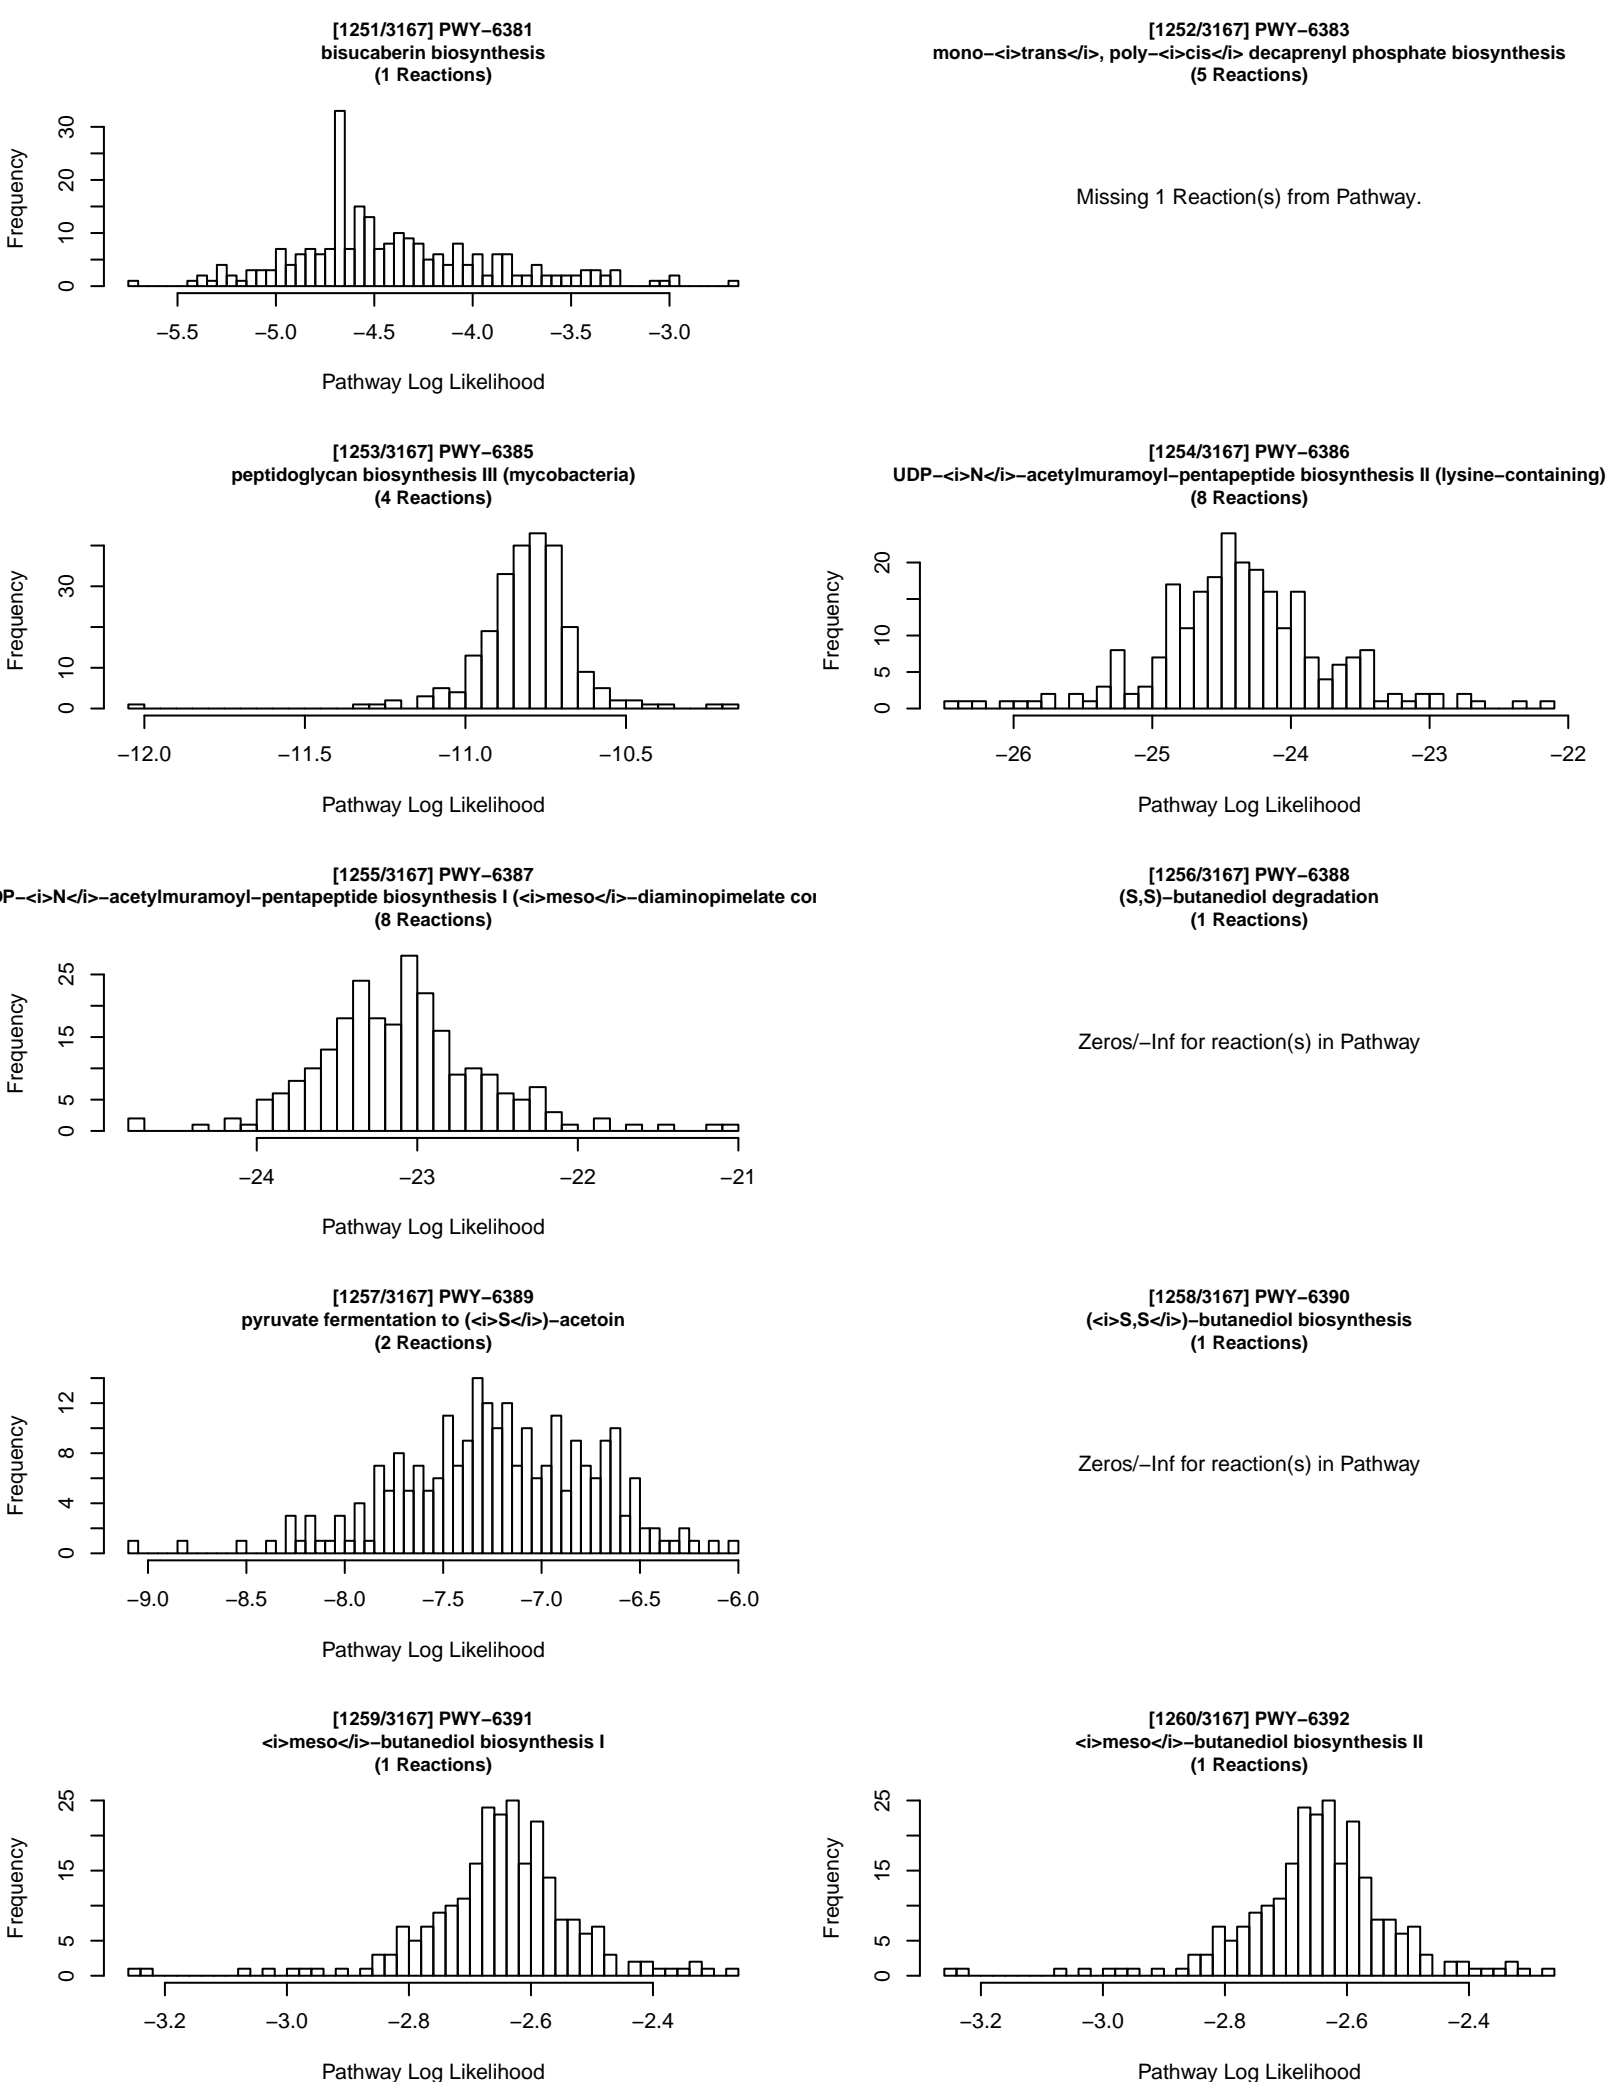 [1251/3167] PWY−6381
bisucaberin biosynthesis
(1 Reactions)
Frequency
0 10 20 30
−5.5 −5.0 −4.5 −4.0 −3.5 −3.0
Pathway Log Likelihood
[1252/3167] PWY−6383
mono−<i>trans</i>, poly−<i>cis</i> decaprenyl phosphate biosynthesis
(5 Reactions)
Missing 1 Reaction(s) from Pathway.
[1253/3167] PWY−6385
peptidoglycan biosynthesis III (mycobacteria)
(4 Reactions)
Frequency
0 10 30
−12.0 −11.5 −11.0 −10.5
Pathway Log Likelihood
[1254/3167] PWY−6386
UDP−<i>N</i>−acetylmuramoyl−pentapeptide biosynthesis II (lysine−containing)
(8 Reactions)
Frequency
0 5 10 20
−26 −25 −24 −23 −22
Pathway Log Likelihood
[1255/3167] PWY−6387
DP−<i>N</i>−acetylmuramoyl−pentapeptide biosynthesis I (<i>meso</i>−diaminopimelate con
(8 Reactions)
Frequency
0 5 15 25
−24 −23 −22 −21
Pathway Log Likelihood
[1256/3167] PWY−6388
(S,S)−butanediol degradation
(1 Reactions)
Zeros/−Inf for reaction(s) in Pathway
[1257/3167] PWY−6389
pyruvate fermentation to (<i>S</i>)−acetoin
(2 Reactions)
Frequency
0 4 8 12
−9.0 −8.5 −8.0 −7.5 −7.0 −6.5 −6.0
Pathway Log Likelihood
[1258/3167] PWY−6390
(<i>S,S</i>)−butanediol biosynthesis
(1 Reactions)
Zeros/−Inf for reaction(s) in Pathway
[1259/3167] PWY−6391
<i>meso</i>−butanediol biosynthesis I
(1 Reactions)
Frequency
0 5 15 25
−3.2 −3.0 −2.8 −2.6 −2.4
Pathway Log Likelihood
[1260/3167] PWY−6392
<i>meso</i>−butanediol biosynthesis II
(1 Reactions)
Frequency
0 5 15 25
−3.2 −3.0 −2.8 −2.6 −2.4
Pathway Log Likelihood